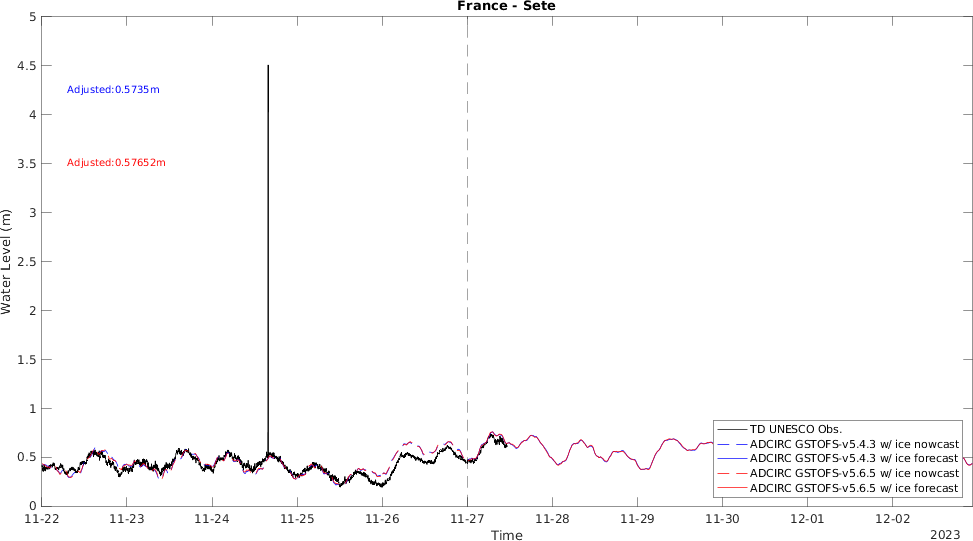 France - Sete
5
4.5
4
3.5
3
2.5
2
1.5
1
0.5
0
Water Level (m)
Adjusted:0.5735m
Adjusted:0.57652m
TD UNESCO Obs.
ADCIRC GSTOFS-v5.4.3 w/ ice nowcast
ADCIRC GSTOFS-v5.4.3 w/ ice forecast
ADCIRC GSTOFS-v5.6.5 w/ ice nowcast
ADCIRC GSTOFS-v5.6.5 w/ ice forecast
11-22 11-23 11-24 11-25 11-26 11-27 11-28 11-29 11-30 12-01 12-02
Time
2023